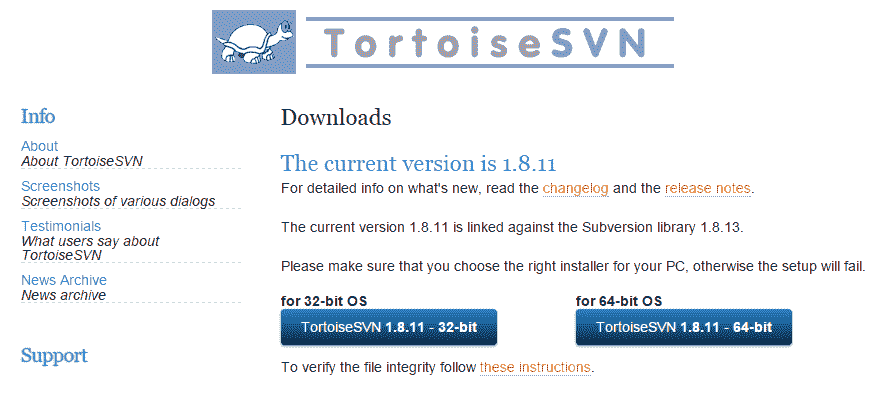 TortoiseSVN
Info
About
About TortoiseSVN
Screenshots
Screenshots of various dialogs
Testimonials
What users say about
TortoiseSVN
News Archive
News archive
Support
Downloads
The current version is 1.8.11
For detailed info on what's new, read the changelog and the release notes.
The current version 1.8.11 is linked against the Subversion library 1.8.13.
Please make sure that you choose the right installer for your PC, otherwise the setup will fail.
for 32-bit OS
TortoiseSVN 1.8.11 - 32-bit
for 64-bit OS
TortoiseSVN 1.8.11 - 64-bit
To verify the file integrity follow these instructions.